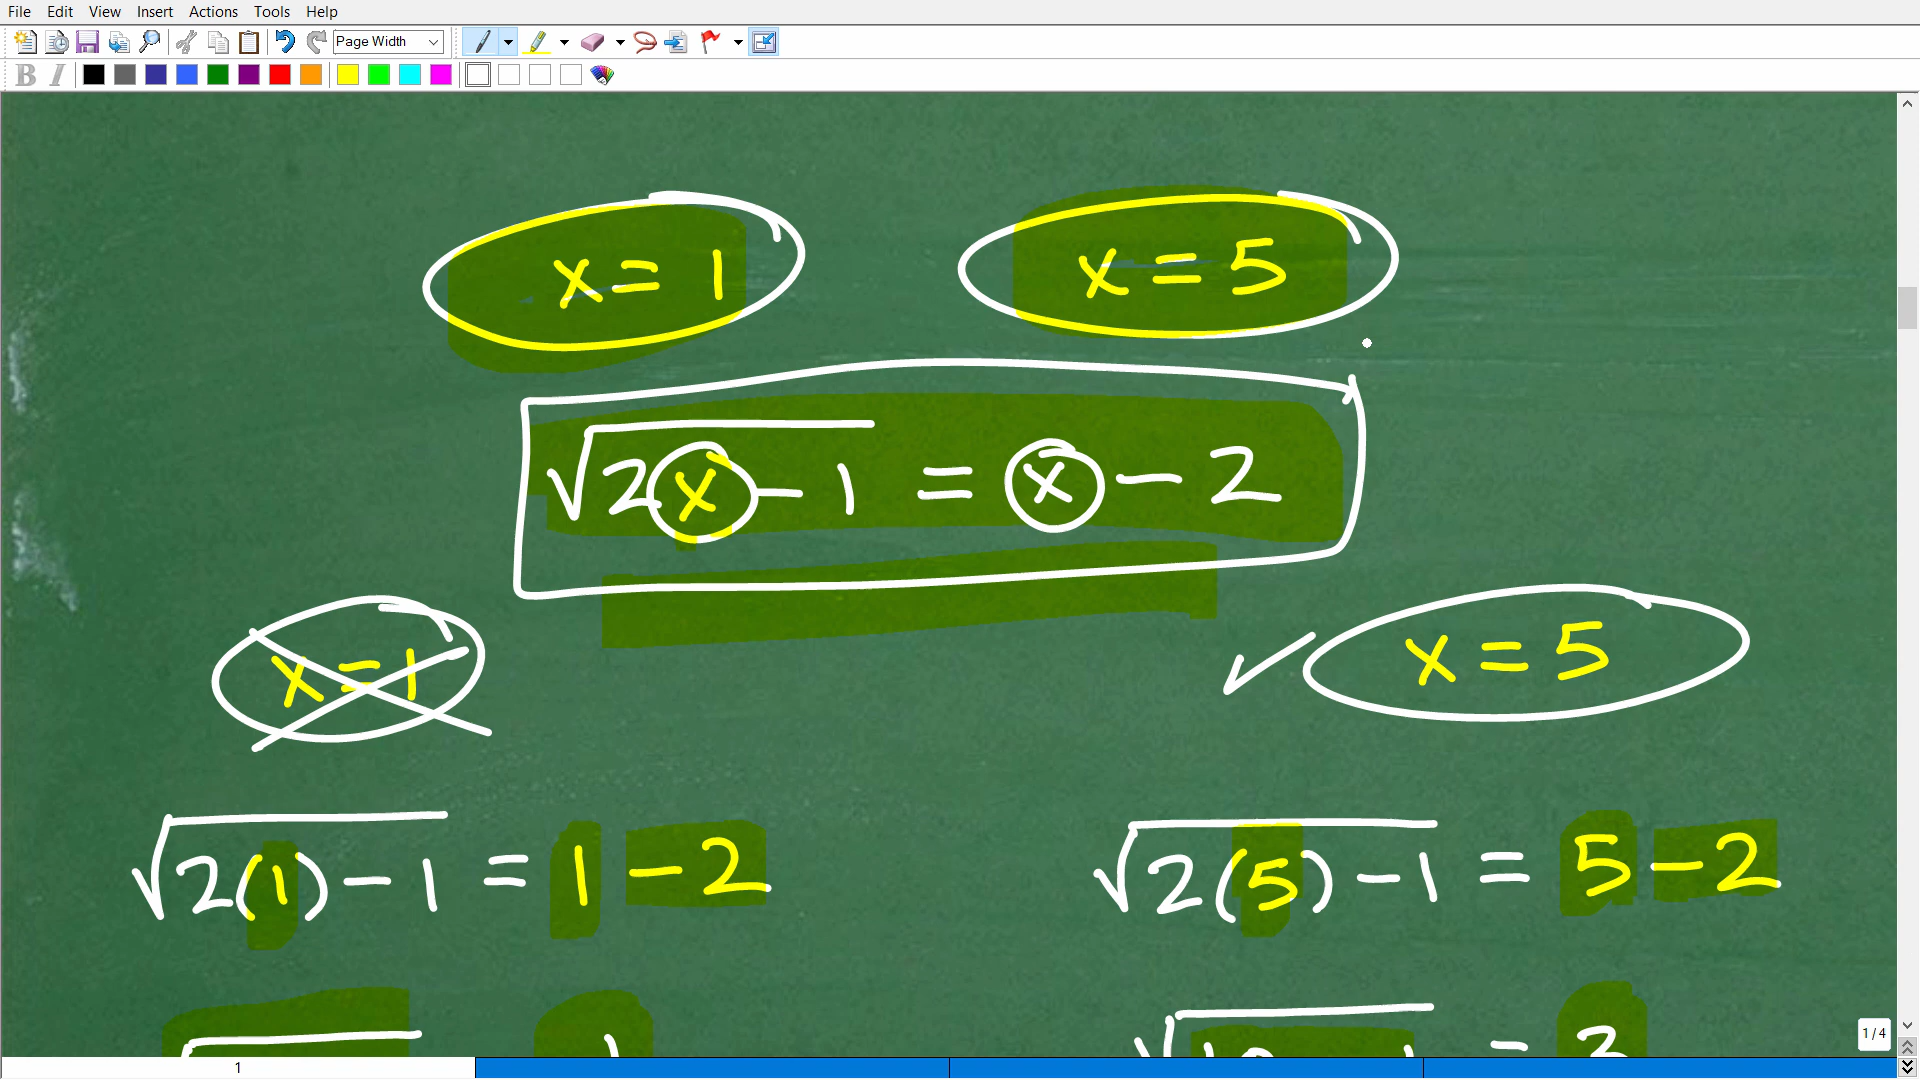 File Edit View Insert Actions Tools Help
Page Width
B I
x = 1
x = 5
√2x - 1 = x - 2
x = 1
✓ x = 5
√2(1) - 1 = 1 - 2
√2(5) - 1 = 5 - 2
1 / 4
1